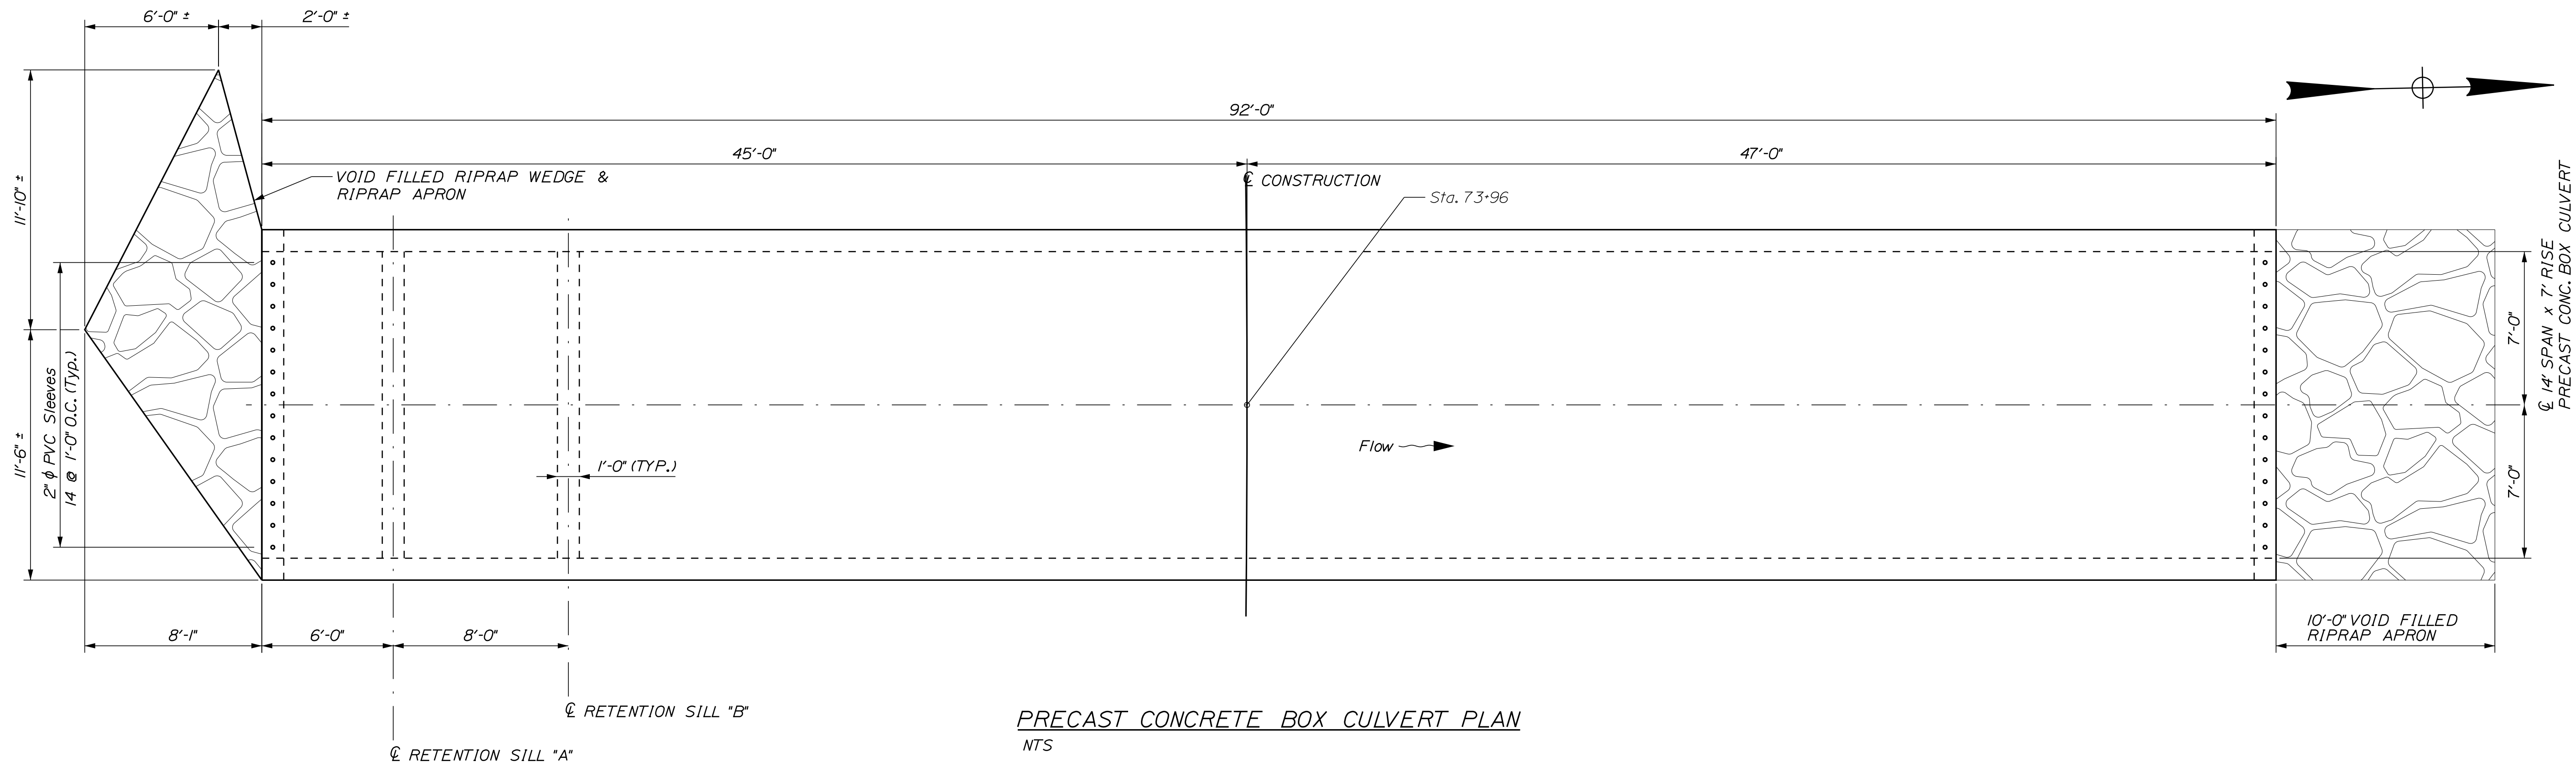 6'-0" ±
2'-0" ±
92'-0"
45'-0"
47'-0"
VOID FILLED RIPRAP WEDGE &
RIPRAP APRON
℄ CONSTRUCTION
Sta. 73+96
11'-10" ±
11'-6" ±
2" ϕ PVC Sleeves
14 @ 1'-0" O.C. (Typ.)
1'-0" (TYP.)
Flow
7'-0"
7'-0"
℄ 14' SPAN x 7' RISE
PRECAST CONC. BOX CULVERT
8'-1"
6'-0"
8'-0"
10'-0" VOID FILLED
RIPRAP APRON
℄ RETENTION SILL "B"
℄ RETENTION SILL "A"
PRECAST CONCRETE BOX CULVERT PLAN
NTS